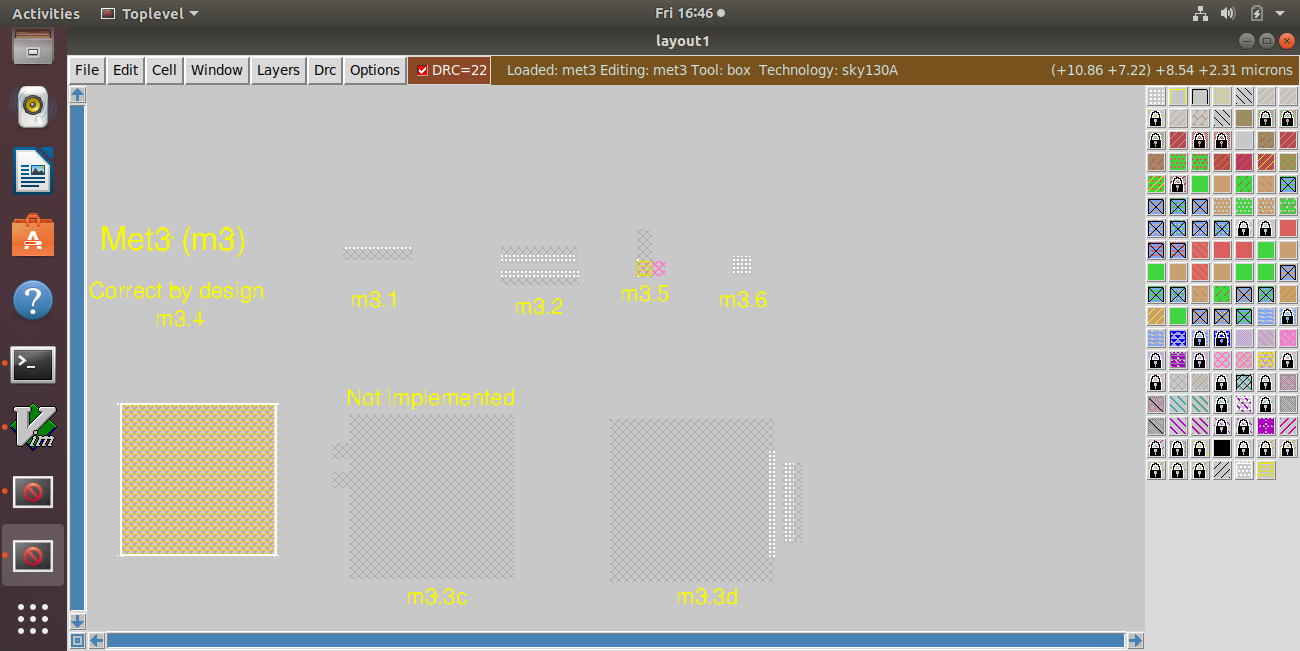 Activities Toplevel Fri 16:46
layout1
File Edit Cell Window Layers Drc Options DRC=22 Loaded: met3 Editing: met3 Tool: box Technology: sky130A (+10.86 +7.22) +8.54 +2.31 microns
Met3 (m3)
Correct by design
m3.4
m3.1
m3.2
m3.5
m3.6
Not implemented
m3.3c
m3.3d